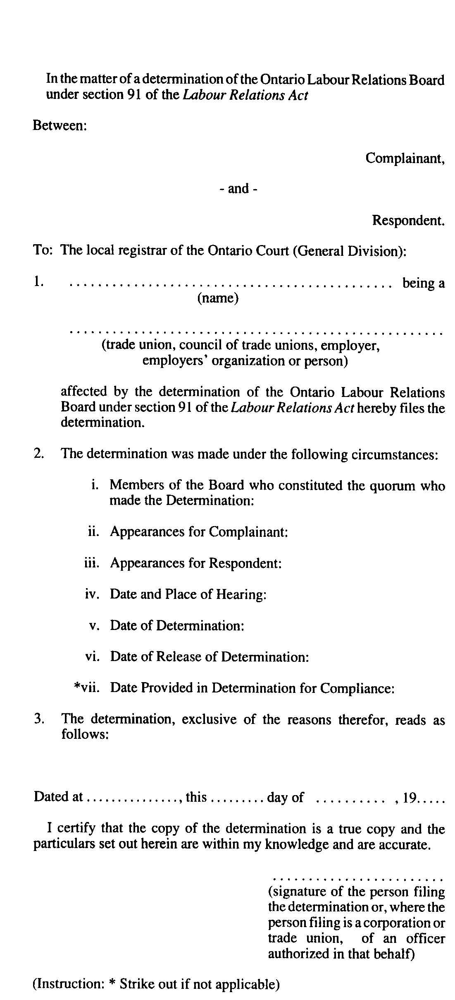 In the matter of a determination of the Ontario Labour Relations Board
under section 91 of the Labour Relations Act
Between:
Complainant,
- and -
Respondent.
To: The local registrar of the Ontario Court (General Division):
1. ............................................. being a
(name)
....................................................
(trade union, council of trade unions, employer,
employers' organization or person)
affected by the determination of the Ontario Labour Relations
Board under section 91 of the Labour Relations Act hereby files the
determination.
2. The determination was made under the following circumstances:
i. Members of the Board who constituted the quorum who
made the Determination:
ii. Appearances for Complainant:
iii. Appearances for Respondent:
iv. Date and Place of Hearing:
v. Date of Determination:
vi. Date of Release of Determination:
*vii. Date Provided in Determination for Compliance:
3. The determination, exclusive of the reasons therefor, reads as
follows:
Dated at ..............., this ......... day of .......... , 19.....
I certify that the copy of the determination is a true copy and the
particulars set out herein are within my knowledge and are accurate.
........................
(signature of the person filing
the determination or, where the
person filing is a corporation or
trade union, of an officer
authorized in that behalf)
(Instruction: * Strike out if not applicable)